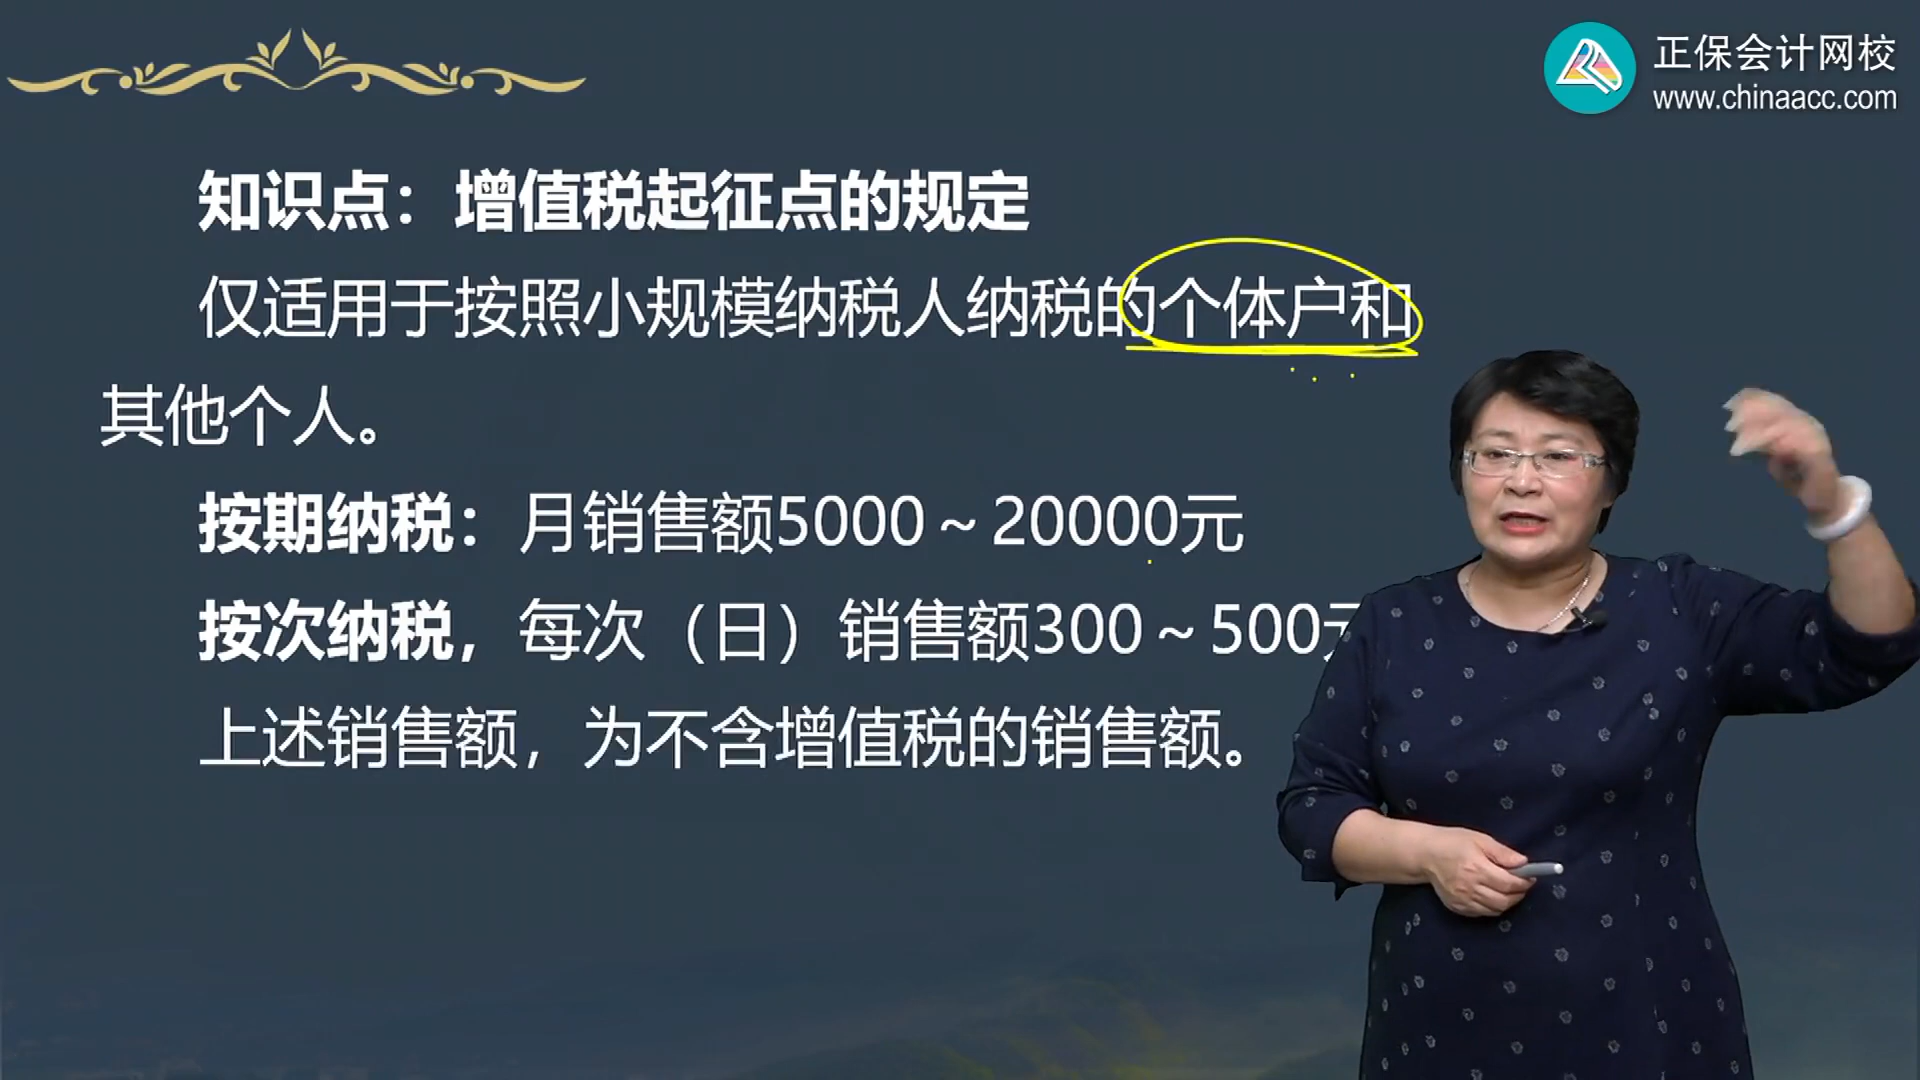 正保会计网校
www.chinaacc.com
知识点：增值税起征点的规定
仅适用于按照小规模纳税人纳税的个体户和
其他个人。
按期纳税：月销售额5000～20000元
按次纳税，每次（日）销售额300～500元
上述销售额，为不含增值税的销售额。